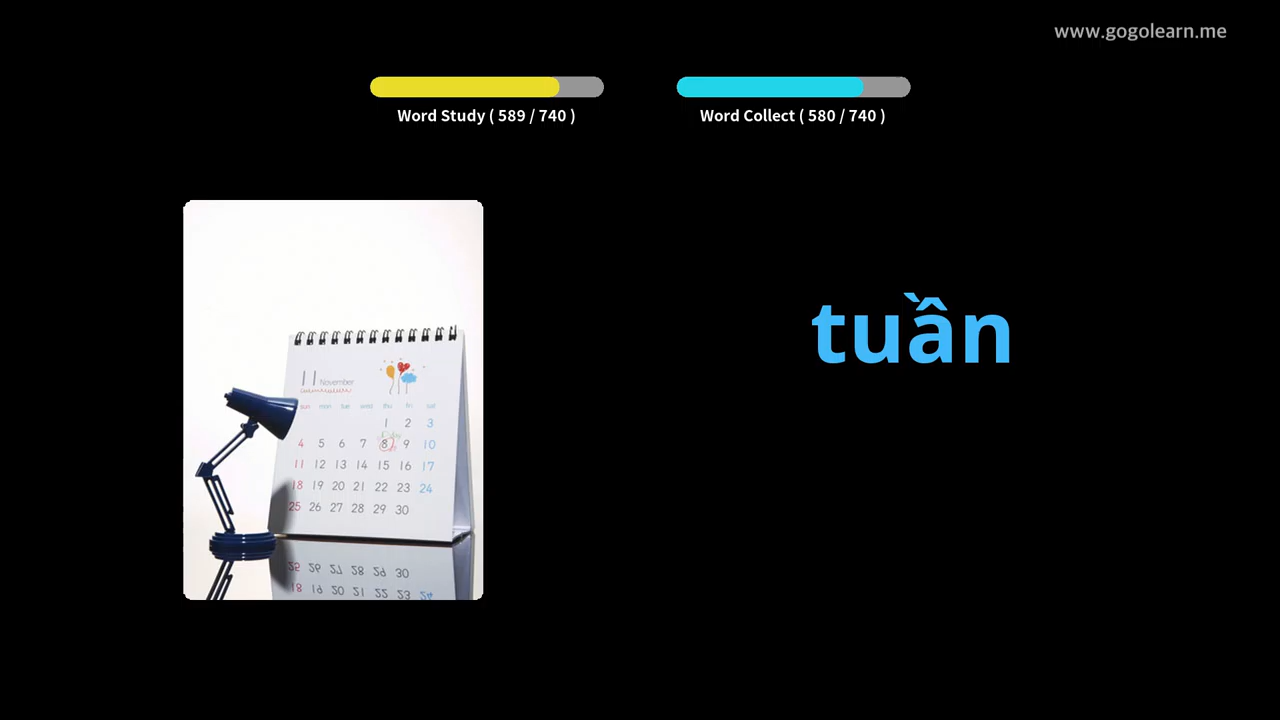 www.gogolearn.me
Word Study ( 589 / 740 )
Word Collect ( 580 / 740 )
tuần
11 November
sun mon tue wed thu fri sat
1 2 3
4 5 6 7 8 9 10
11 12 13 14 15 16 17
18 19 20 21 22 23 24
25 26 27 28 29 30